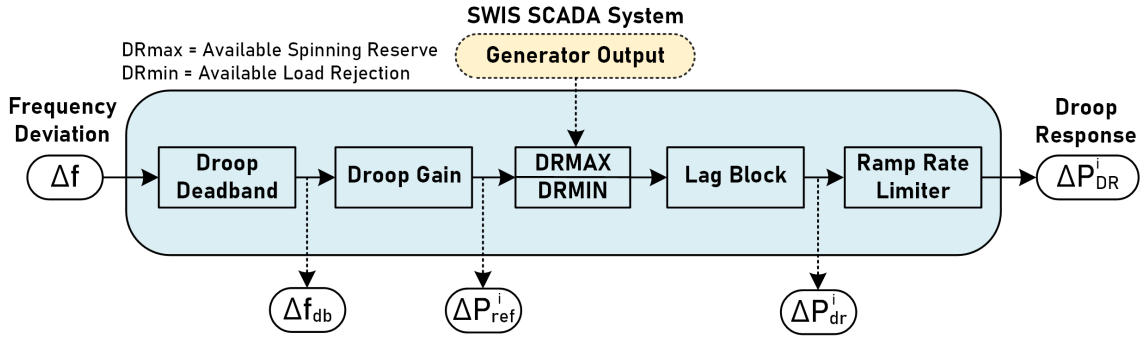 SWIS SCADA System
Generator Output
DRmax = Available Spinning Reserve
DRmin = Available Load Rejection
Frequency
Deviation
Δf
Droop
Deadband
Droop Gain
DRMAX
DRMIN
Lag Block
Ramp Rate
Limiter
Droop
Response
ΔP^i_DR
Δf_db
ΔP^i_ref
ΔP^i_dr